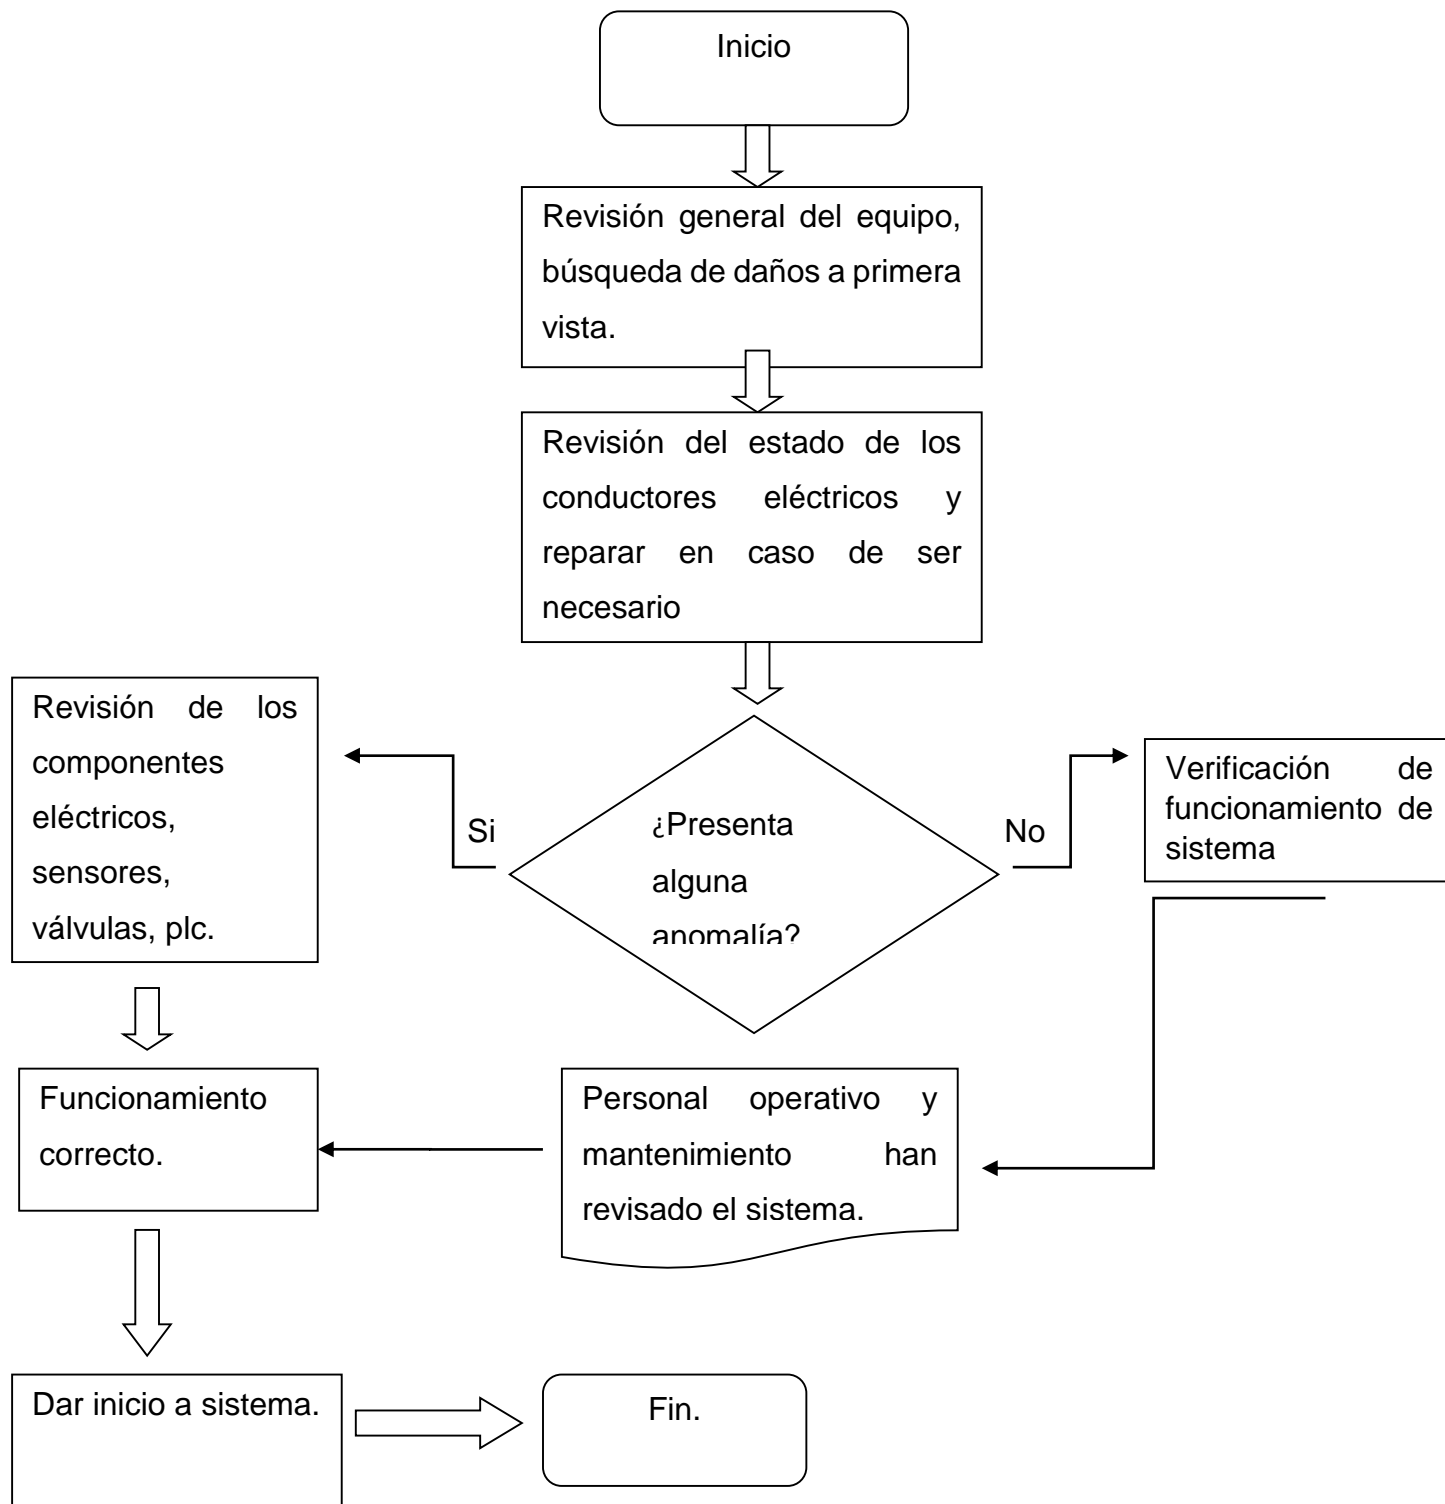 Inicio
Revisión general del equipo,
búsqueda de daños a primera
vista.
Revisión del estado de los
conductores eléctricos y
reparar en caso de ser
necesario
Revisión de los
componentes
eléctricos,
sensores,
válvulas, plc.
Si
¿Presenta
alguna
anomalía?
No
Verificación de
funcionamiento de
sistema
Funcionamiento
correcto.
Personal operativo y
mantenimiento han
revisado el sistema.
Dar inicio a sistema.
Fin.